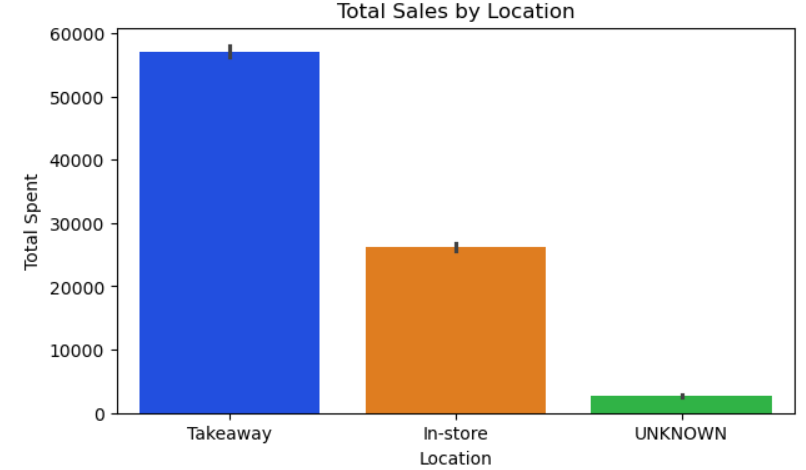 Total Sales by Location
Total Spent
60000
50000
40000
30000
20000
10000
0
Takeaway
In-store
UNKNOWN
Location